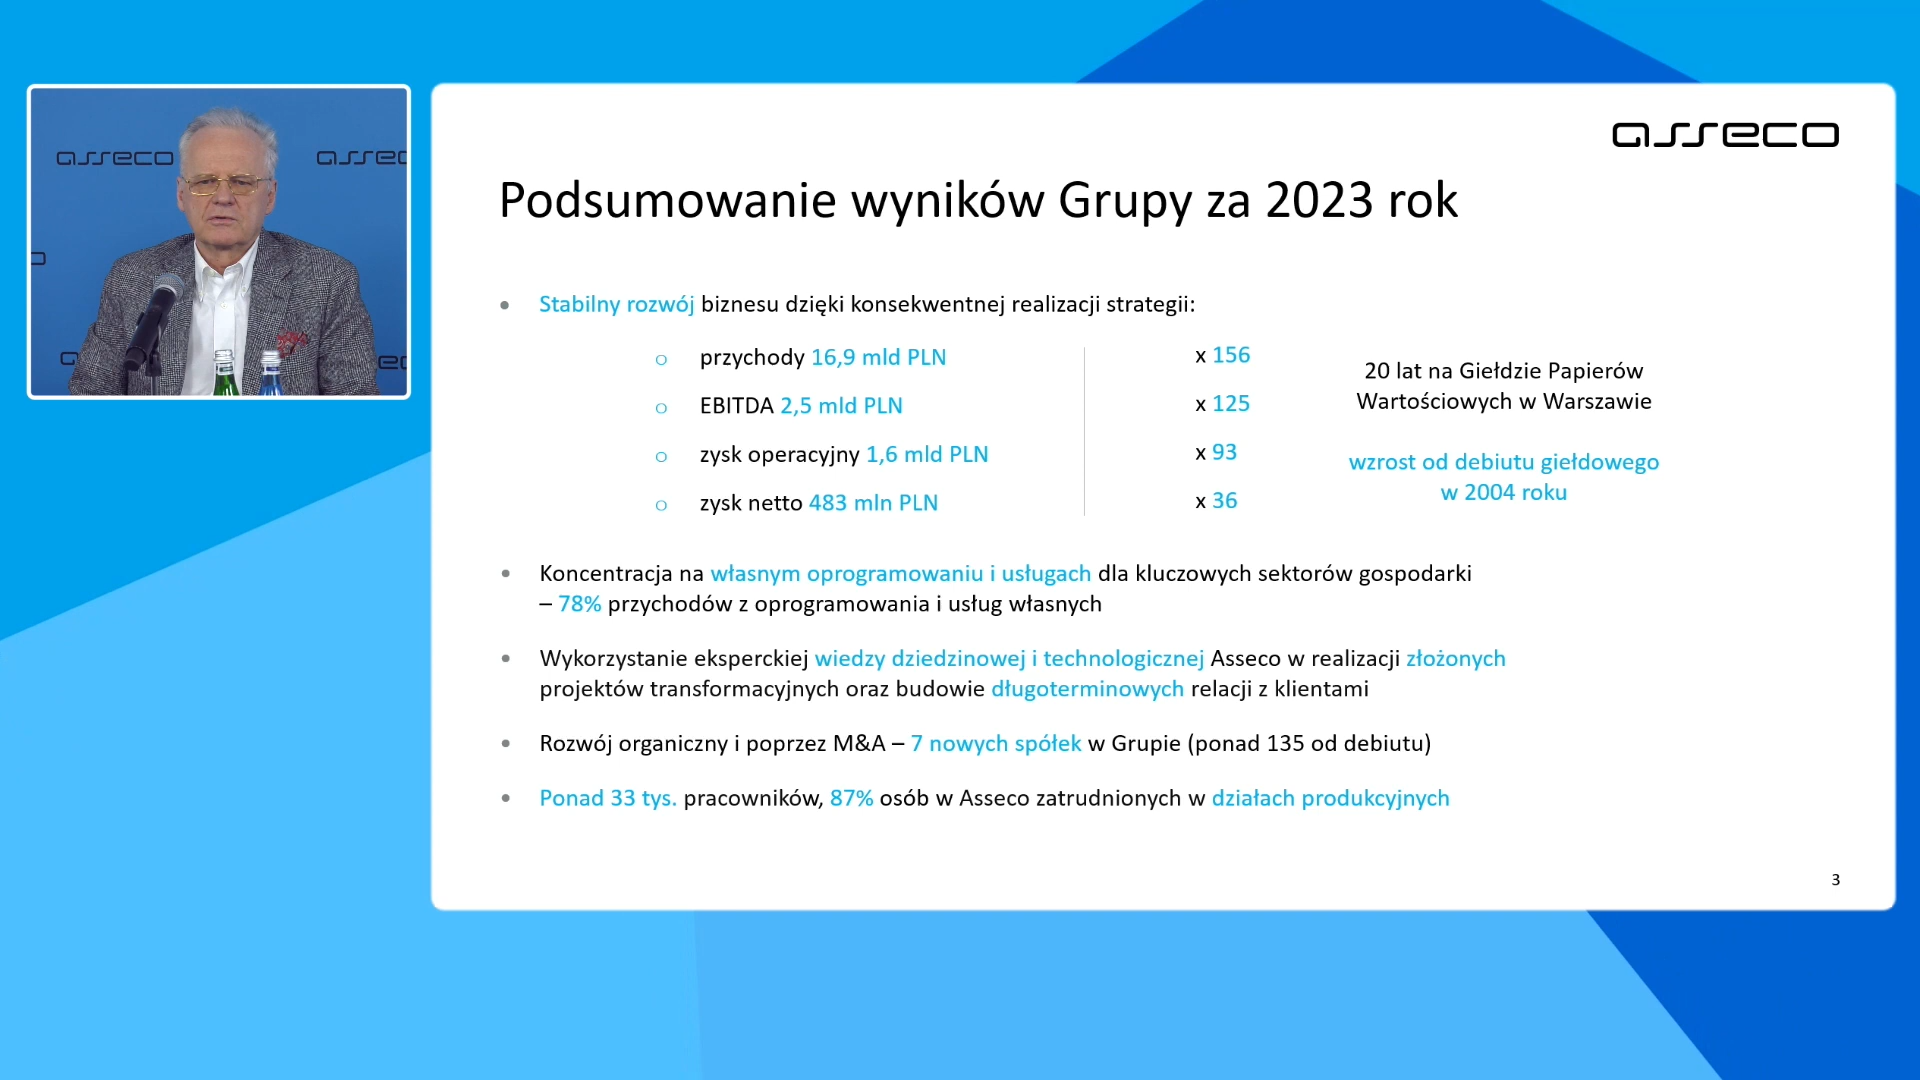 asseco
asseco
asseco
Podsumowanie wyników Grupy za 2023 rok
• Stabilny rozwój biznesu dzięki konsekwentnej realizacji strategii:
o przychody 16,9 mld PLN
x 156
o EBITDA 2,5 mld PLN
x 125
o zysk operacyjny 1,6 mld PLN
x 93
o zysk netto 483 mln PLN
x 36
20 lat na Giełdzie Papierów
Wartościowych w Warszawie
wzrost od debiutu giełdowego
w 2004 roku
• Koncentracja na własnym oprogramowaniu i usługach dla kluczowych sektorów gospodarki
– 78% przychodów z oprogramowania i usług własnych
• Wykorzystanie eksperckiej wiedzy dziedzinowej i technologicznej Asseco w realizacji złożonych
projektów transformacyjnych oraz budowie długoterminowych relacji z klientami
• Rozwój organiczny i poprzez M&A – 7 nowych spółek w Grupie (ponad 135 od debiutu)
• Ponad 33 tys. pracowników, 87% osób w Asseco zatrudnionych w działach produkcyjnych
3